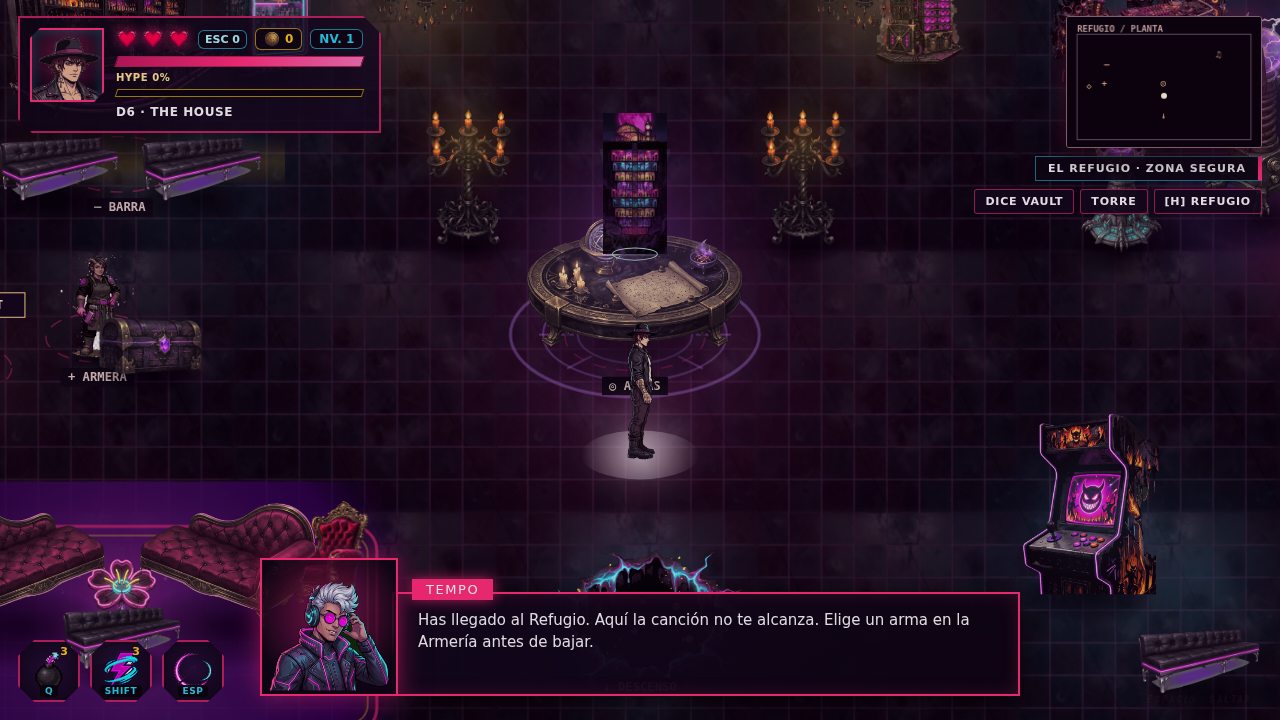 ESC 0
0
NV. 1
HYPE 0%
D6 · THE HOUSE
REFUGIO / PLANTA
EL REFUGIO · ZONA SEGURA
DICE VAULT
TORRE
[H] REFUGIO
— BARRA
T
+ ARMERA
TEMPO
Has llegado al Refugio. Aquí la canción no te alcanza. Elige un arma en la
Armería antes de bajar.
DESCENSO
3
Q
3
SHIFT
ESP